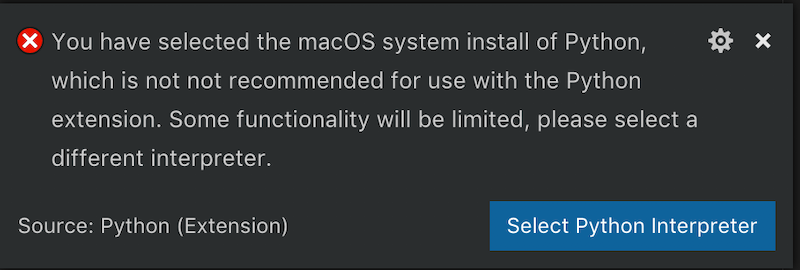 You have selected the macOS system install of Python,
which is not not recommended for use with the Python
extension. Some functionality will be limited, please select a
different interpreter.
Source: Python (Extension)
Select Python Interpreter